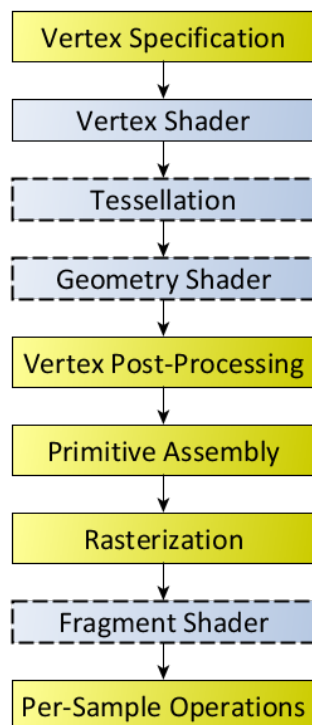 Vertex Specification
Vertex Shader
Tessellation
Geometry Shader
Vertex Post-Processing
Primitive Assembly
Rasterization
Fragment Shader
Per-Sample Operations